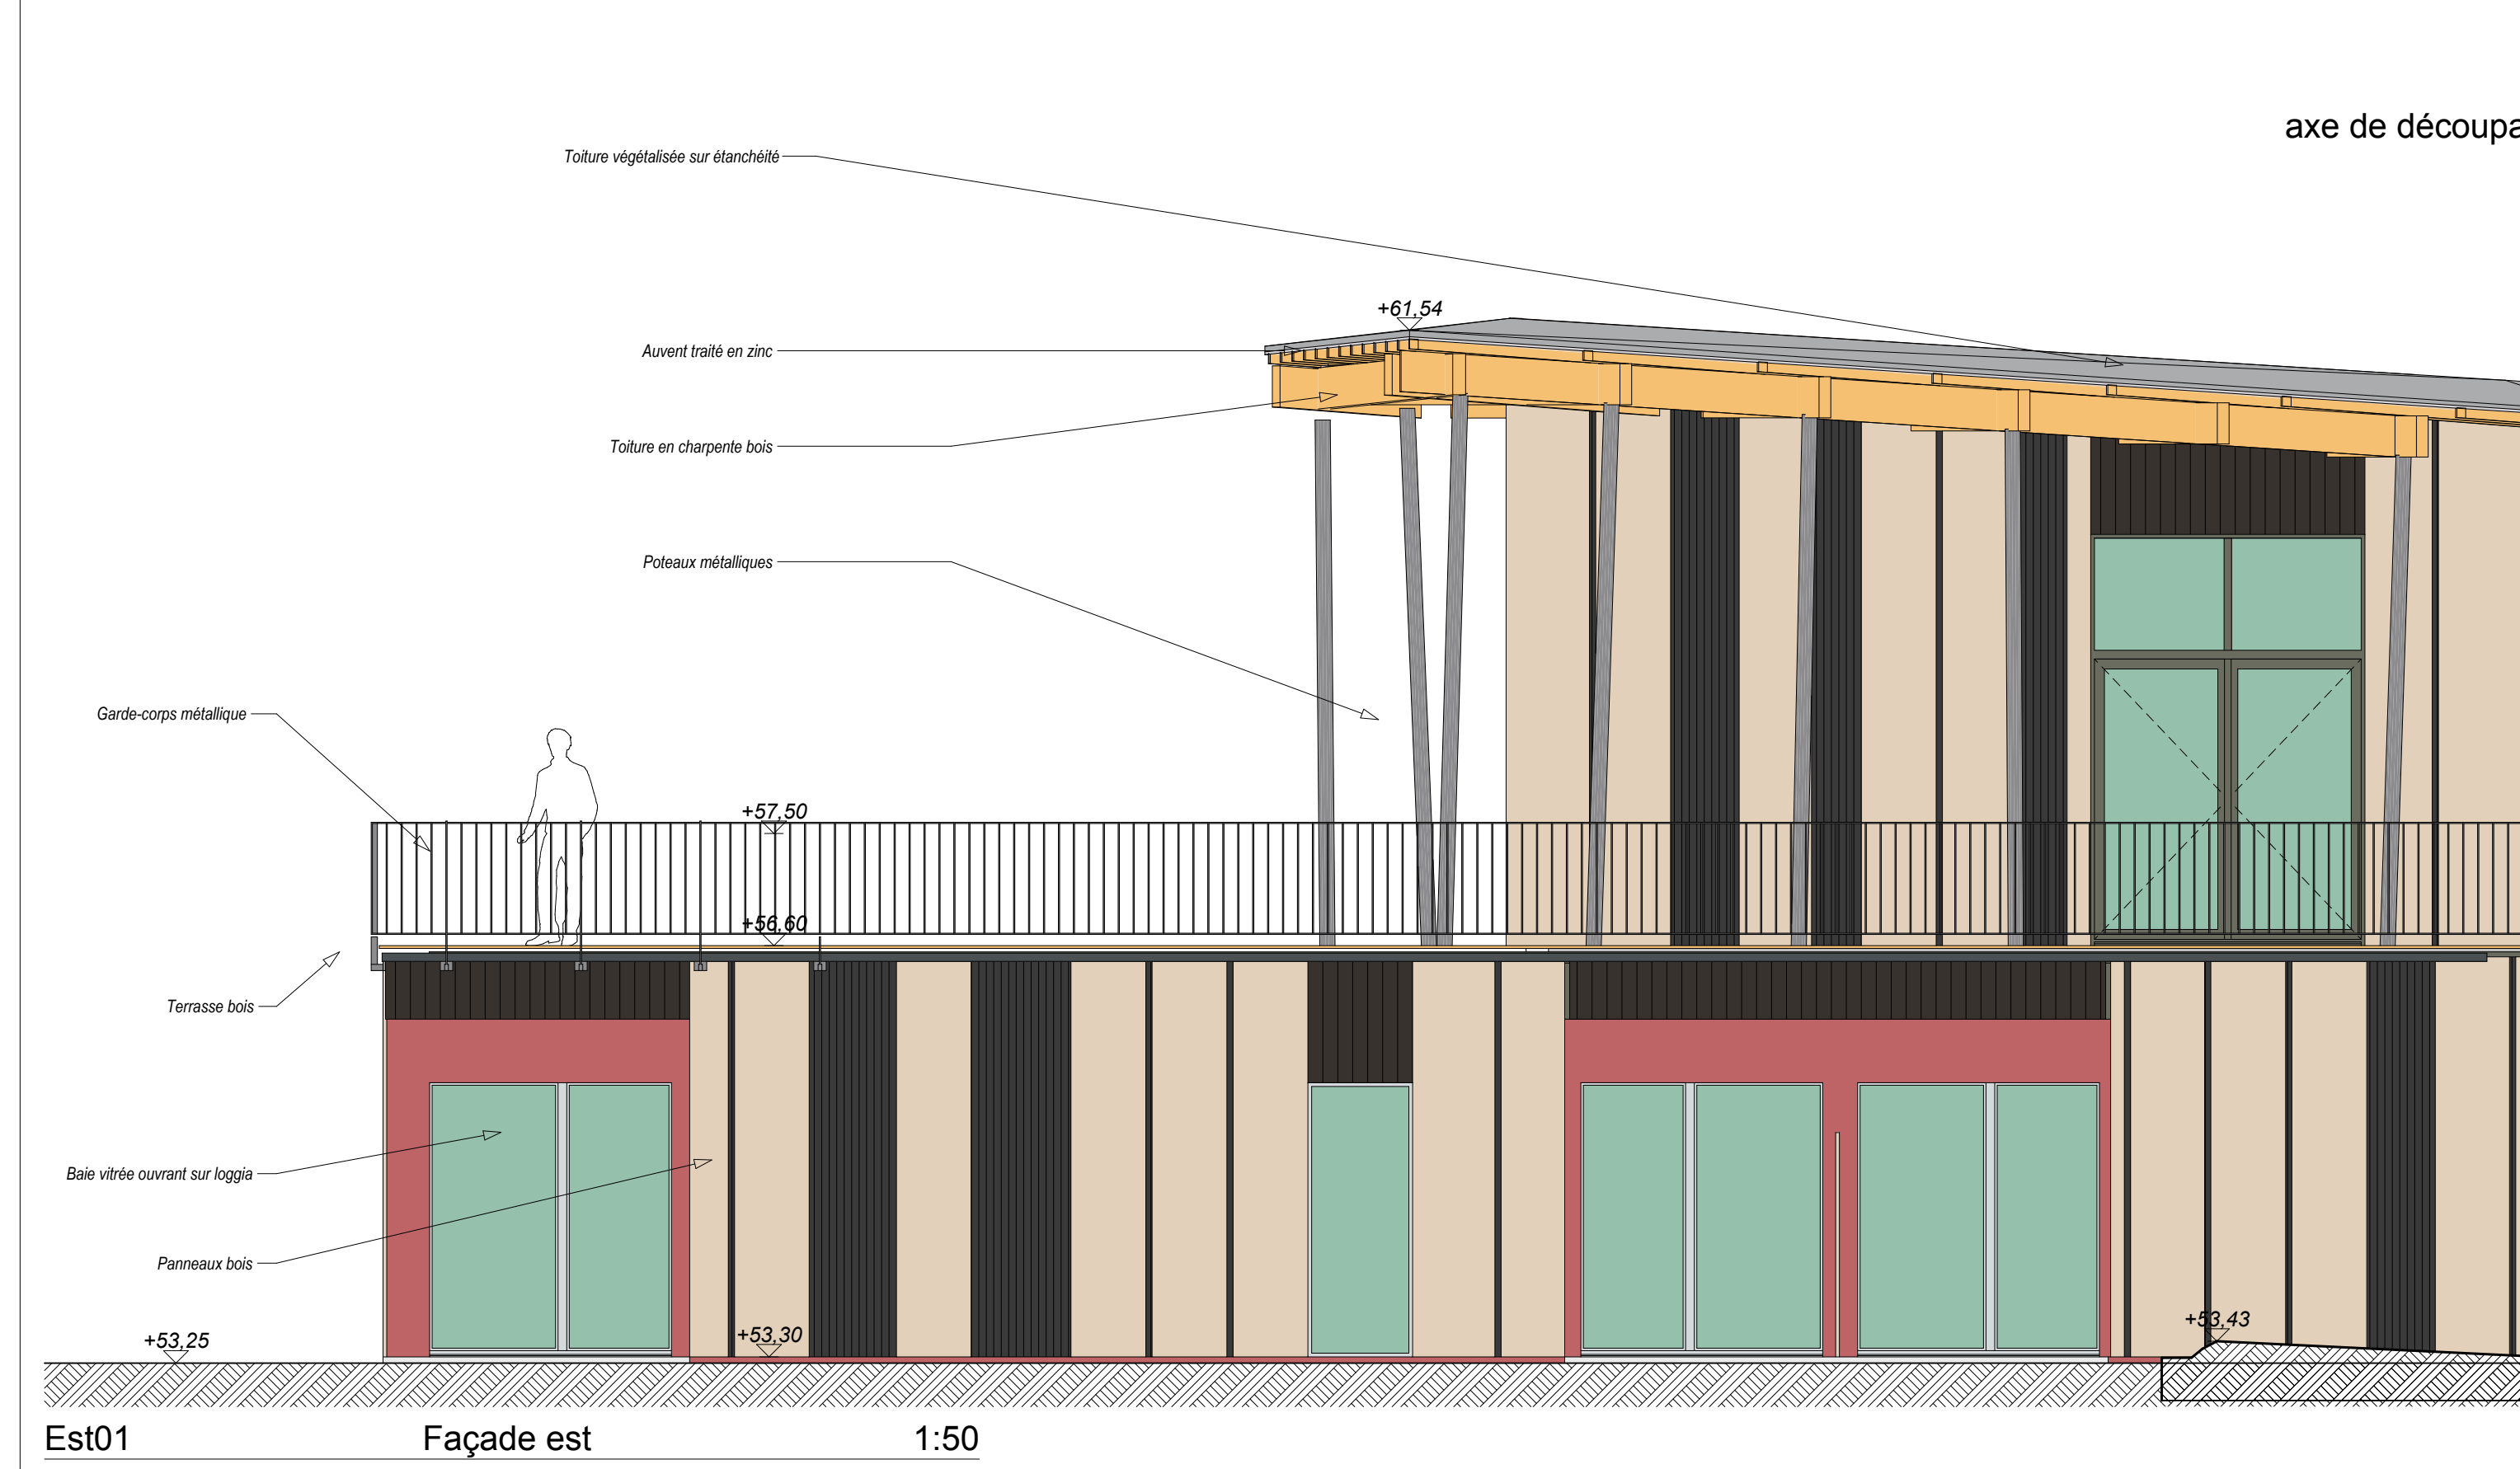 axe de découpa
Toiture végétalisée sur étanchéité
+61,54
Auvent traité en zinc
Toiture en charpente bois
Poteaux métalliques
Garde-corps métallique
+57,50
+56,60
Terrasse bois
Baie vitrée ouvrant sur loggia
Panneaux bois
+53,25
+53,30
+53,43
Est01 Façade est 1:50